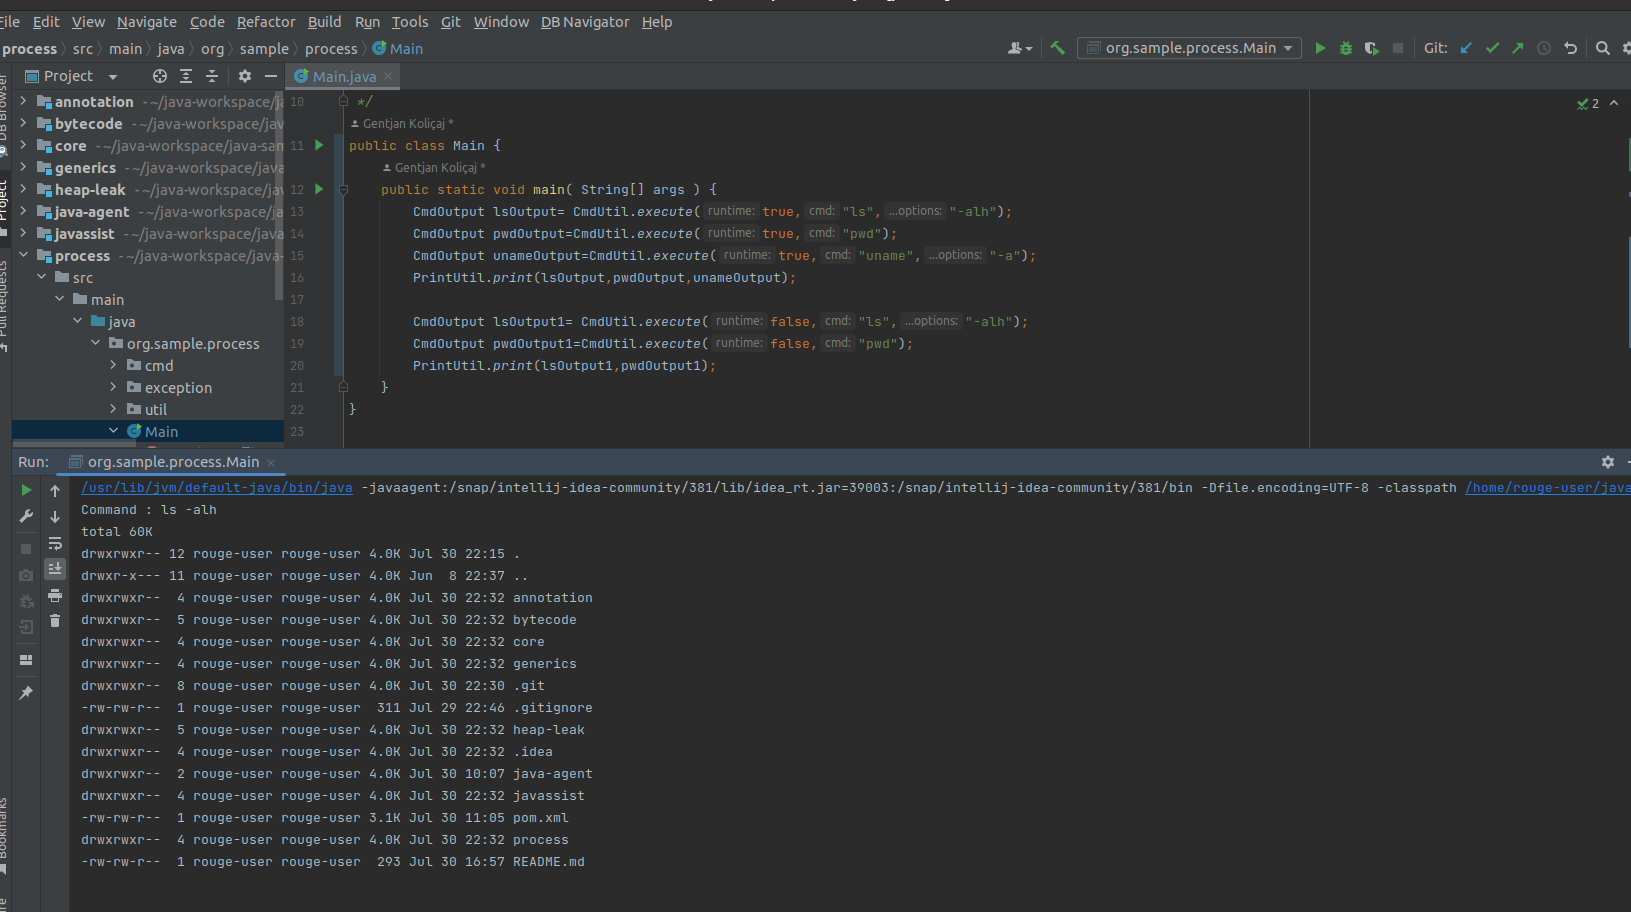 File Edit View Navigate Code Refactor Build Run Tools Git Window DB Navigator Help
process src main java org sample process Main
org.sample.process.Main Git:
DB Browser
Project
Pull Requests
Bookmarks
Project
annotation ~/java-workspace/ja
bytecode ~/java-workspace/jav
core ~/java-workspace/java-san
generics ~/java-workspace/java
heap-leak ~/java-workspace/jav
java-agent ~/java-workspace/ja
javassist ~/java-workspace/java
process ~/java-workspace/java-
src
main
java
org.sample.process
cmd
exception
util
Main
Main.java
2
10 */
Gentjan Koliçaj *
11 public class Main {
Gentjan Koliçaj *
12 public static void main( String[] args ) {
13 CmdOutput lsOutput= CmdUtil.execute( runtime: true, cmd: "ls", ...options: "-alh");
14 CmdOutput pwdOutput=CmdUtil.execute( runtime: true, cmd: "pwd");
15 CmdOutput unameOutput=CmdUtil.execute( runtime: true, cmd: "uname", ...options: "-a");
16 PrintUtil.print(lsOutput,pwdOutput,unameOutput);
17
18 CmdOutput lsOutput1= CmdUtil.execute( runtime: false, cmd: "ls", ...options: "-alh");
19 CmdOutput pwdOutput1=CmdUtil.execute( runtime: false, cmd: "pwd");
20 PrintUtil.print(lsOutput1,pwdOutput1);
21 }
22 }
23
Run: org.sample.process.Main
/usr/lib/jvm/default-java/bin/java -javaagent:/snap/intellij-idea-community/381/lib/idea_rt.jar=39003:/snap/intellij-idea-community/381/bin -Dfile.encoding=UTF-8 -classpath /home/rouge-user/java
Command : ls -alh
total 60K
drwxrwxr-- 12 rouge-user rouge-user 4.0K Jul 30 22:15 .
drwxr-x--- 11 rouge-user rouge-user 4.0K Jun  8 22:37 ..
drwxrwxr--  4 rouge-user rouge-user 4.0K Jul 30 22:32 annotation
drwxrwxr--  5 rouge-user rouge-user 4.0K Jul 30 22:32 bytecode
drwxrwxr--  4 rouge-user rouge-user 4.0K Jul 30 22:32 core
drwxrwxr--  4 rouge-user rouge-user 4.0K Jul 30 22:32 generics
drwxrwxr--  8 rouge-user rouge-user 4.0K Jul 30 22:30 .git
-rw-rw-r--  1 rouge-user rouge-user  311 Jul 29 22:46 .gitignore
drwxrwxr--  5 rouge-user rouge-user 4.0K Jul 30 22:32 heap-leak
drwxrwxr--  4 rouge-user rouge-user 4.0K Jul 30 22:32 .idea
drwxrwxr--  2 rouge-user rouge-user 4.0K Jul 30 10:07 java-agent
drwxrwxr--  4 rouge-user rouge-user 4.0K Jul 30 22:32 javassist
-rw-rw-r--  1 rouge-user rouge-user 3.1K Jul 30 11:05 pom.xml
drwxrwxr--  4 rouge-user rouge-user 4.0K Jul 30 22:32 process
-rw-rw-r--  1 rouge-user rouge-user  293 Jul 30 16:57 README.md